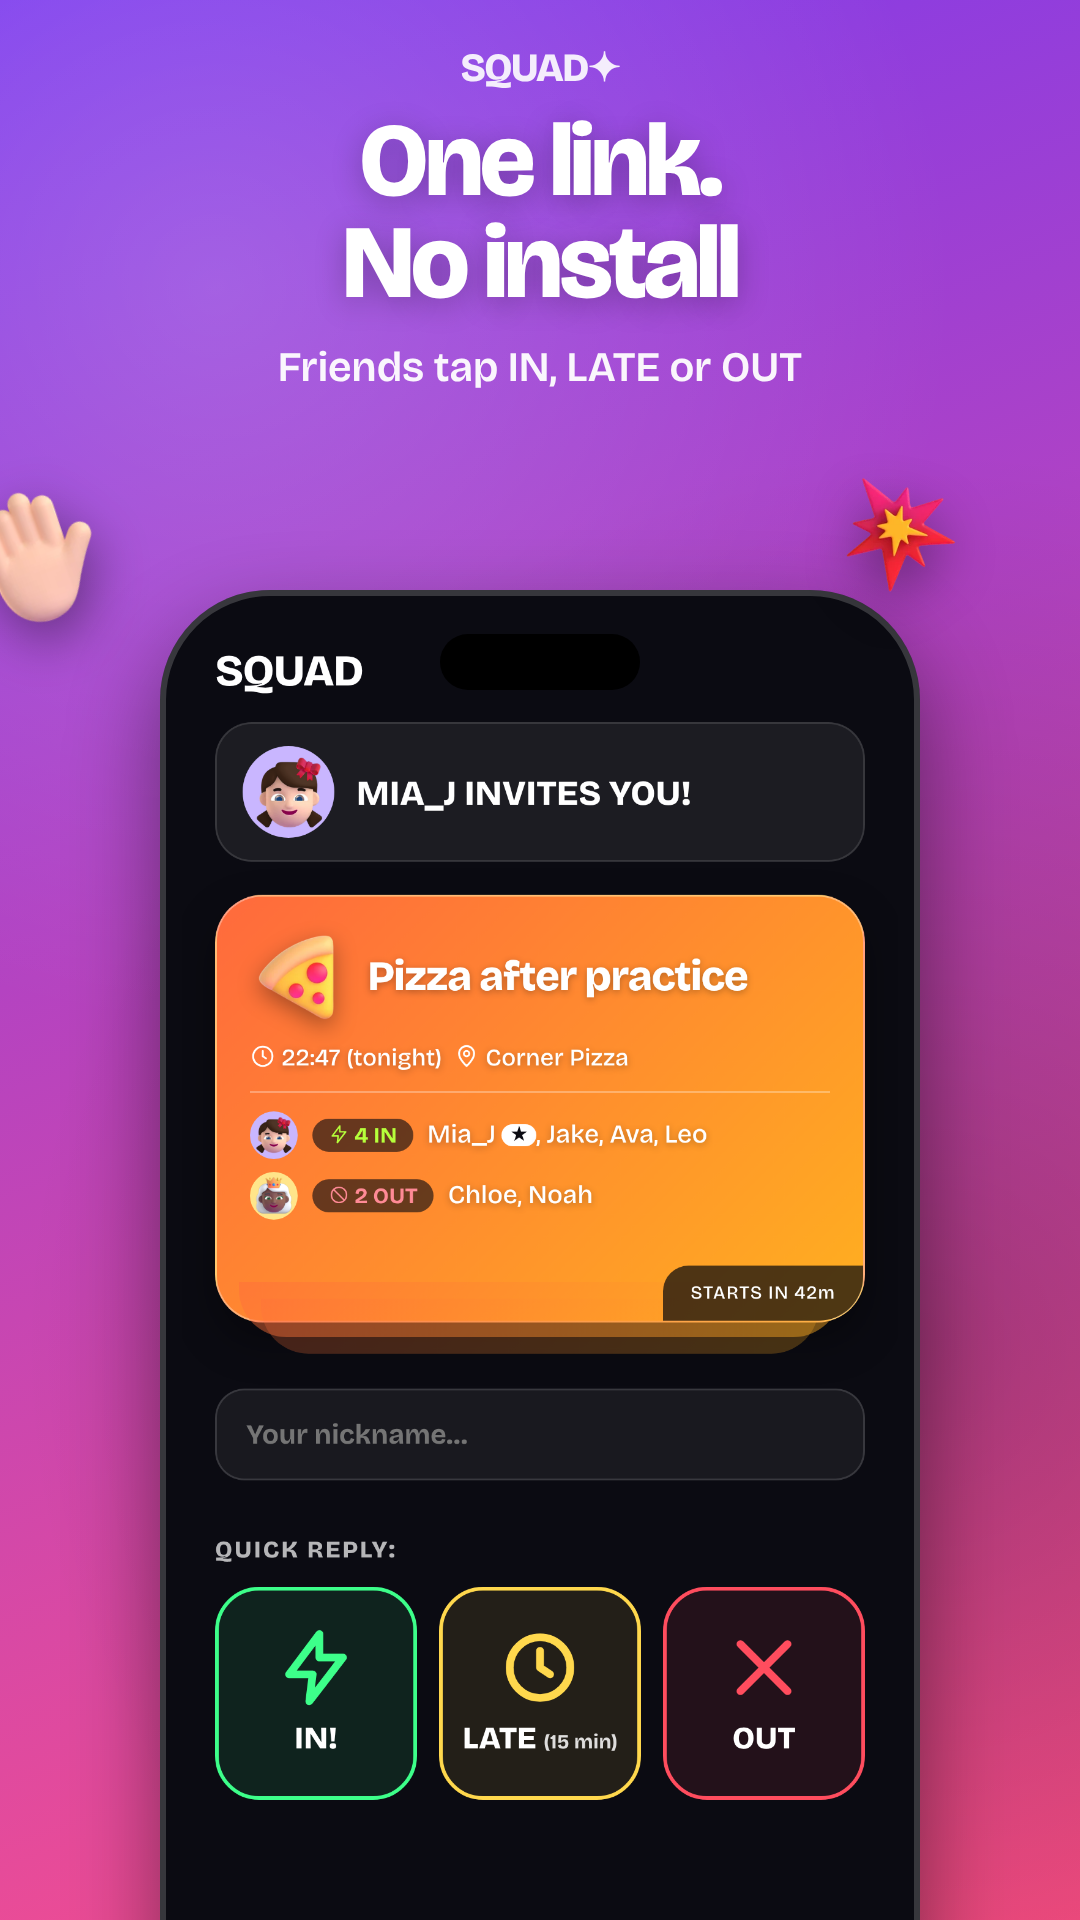 SQUAD
One link.
No install
Friends tap IN, LATE or OUT
SQUAD
MIA_J INVITES YOU!
Pizza after practice
22:47 (tonight) Corner Pizza
4 IN Mia_J ★, Jake, Ava, Leo
2 OUT Chloe, Noah
STARTS IN 42m
Your nickname...
QUICK REPLY:
IN! LATE (15 min) OUT